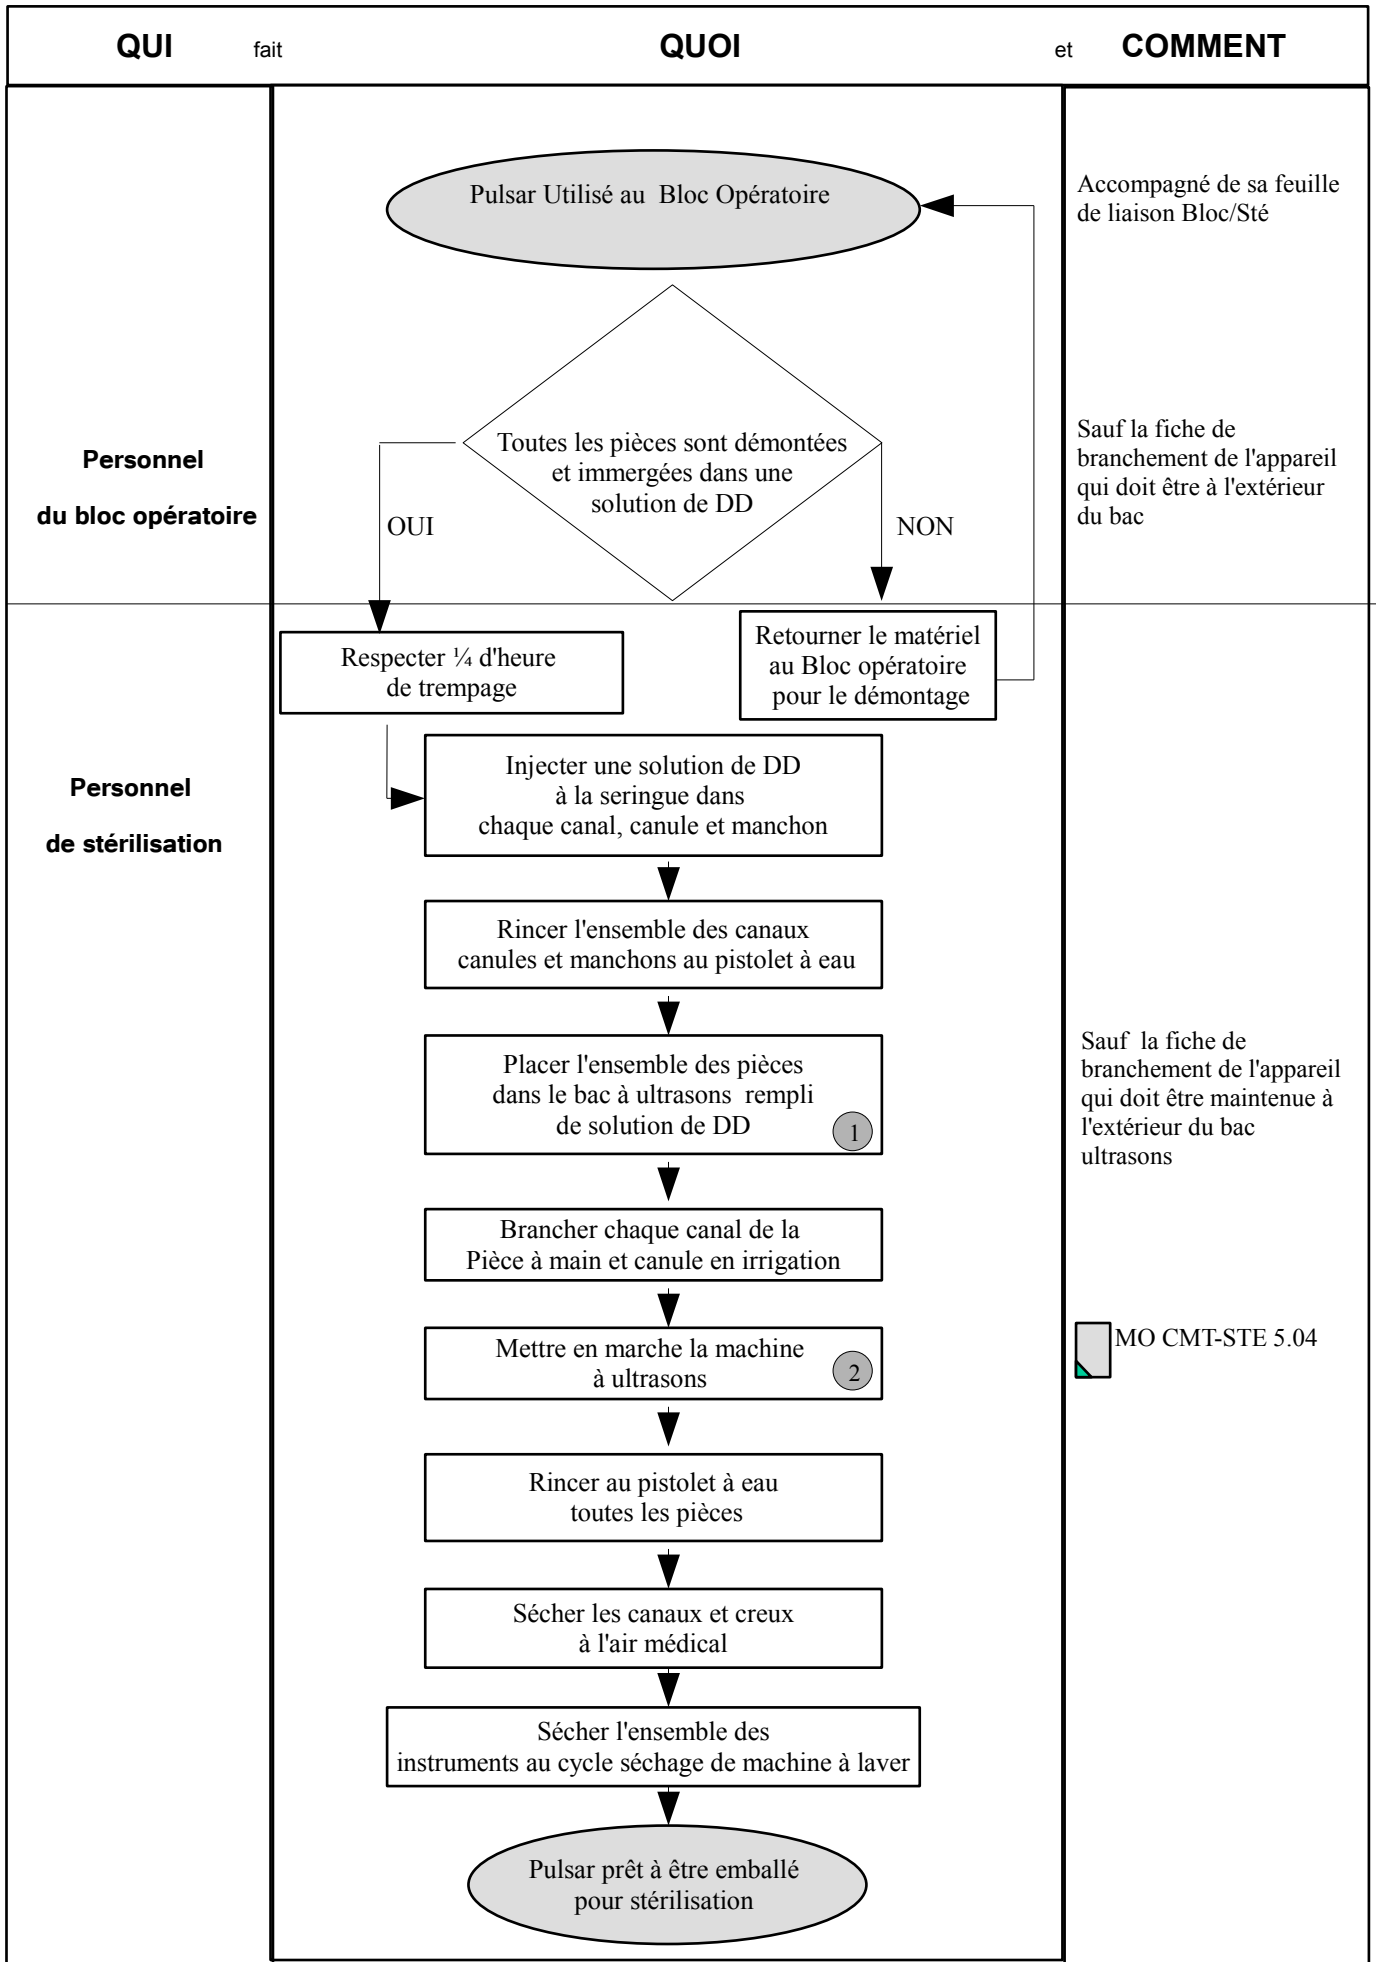 QUI fait QUOI et COMMENT
Pulsar Utilisé au Bloc Opératoire
Accompagné de sa feuille
de liaison Bloc/Sté
Personnel
du bloc opératoire
Toutes les pièces sont démontées
et immergées dans une
solution de DD
Sauf la fiche de
branchement de l'appareil
qui doit être à l'extérieur
du bac
OUI
NON
Respecter ¼ d'heure
de trempage
Retourner le matériel
au Bloc opératoire
pour le démontage
Personnel
de stérilisation
Injecter une solution de DD
à la seringue dans
chaque canal, canule et manchon
Rincer l'ensemble des canaux
canules et manchons au pistolet à eau
Placer l'ensemble des pièces
dans le bac à ultrasons rempli
de solution de DD
1
Sauf la fiche de
branchement de l'appareil
qui doit être maintenue à
l'extérieur du bac
ultrasons
Brancher chaque canal de la
Pièce à main et canule en irrigation
Mettre en marche la machine
à ultrasons
2
MO CMT-STE 5.04
Rincer au pistolet à eau
toutes les pièces
Sécher les canaux et creux
à l'air médical
Sécher l'ensemble des
instruments au cycle séchage de machine à laver
Pulsar prêt à être emballé
pour stérilisation